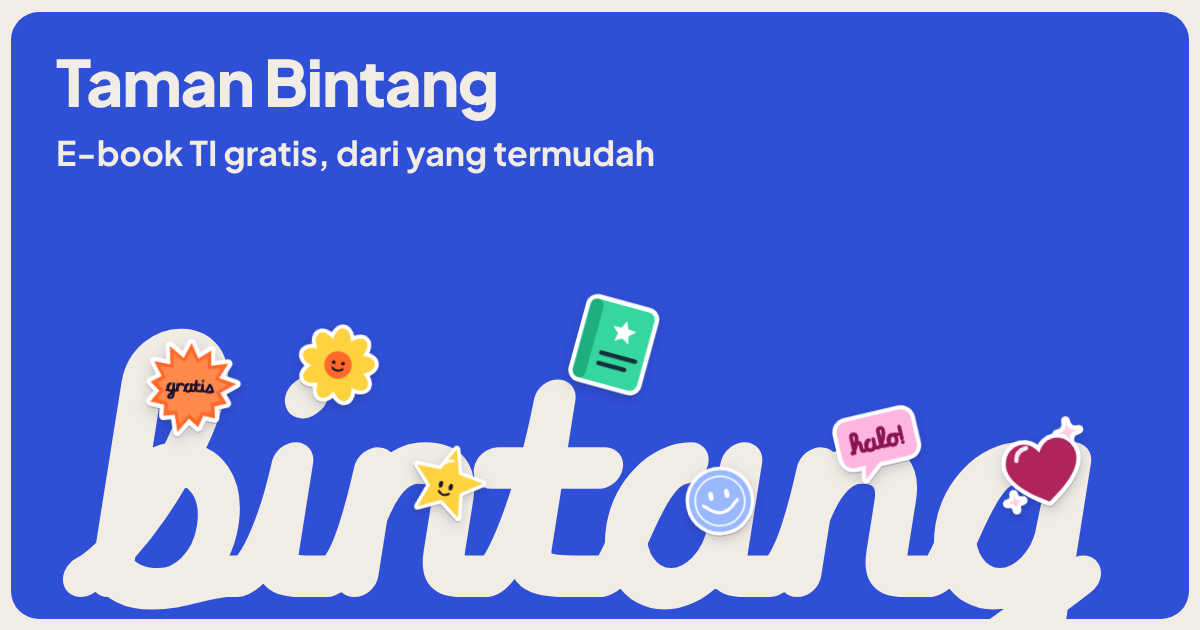 Taman Bintang
E-book TI gratis, dari yang termudah
gratis
halo!
bintang